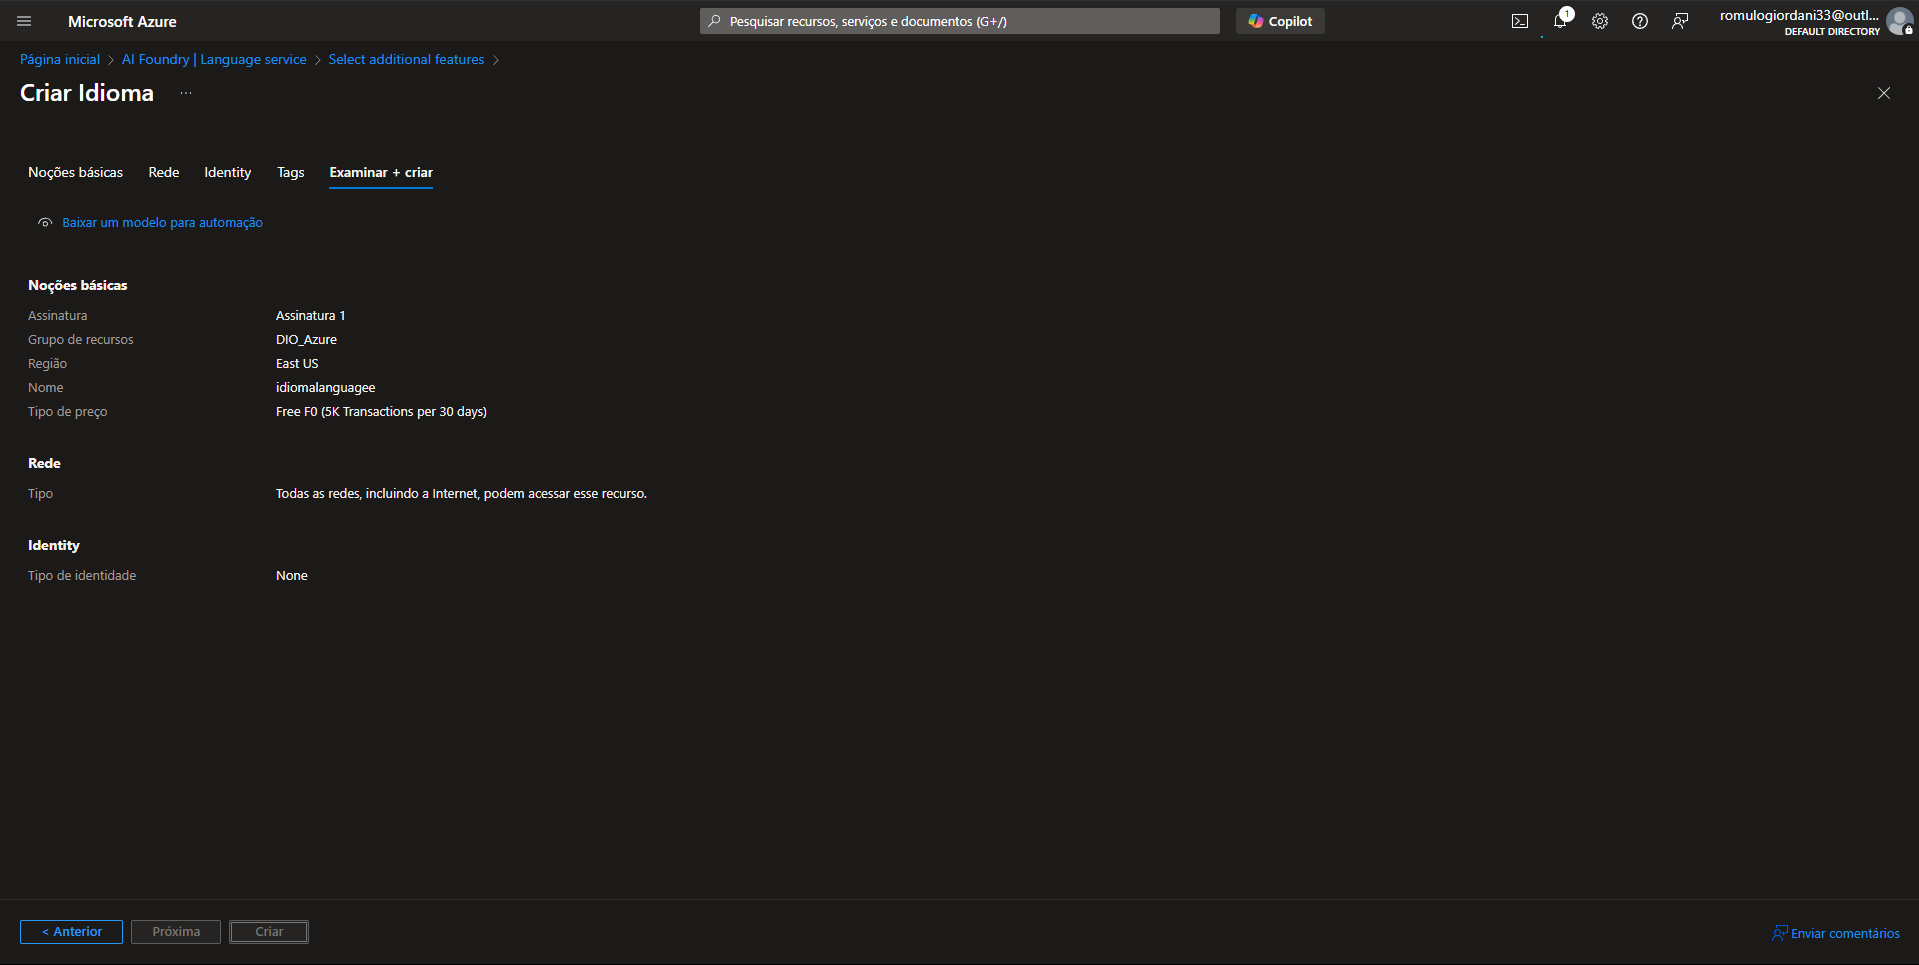 Microsoft Azure
Pesquisar recursos, serviços e documentos (G+/)
Copilot
1
romulogiordani33@outl...
DEFAULT DIRECTORY
Página inicial > AI Foundry | Language service > Select additional features >
Criar Idioma ...
Noções básicas Rede Identity Tags Examinar + criar
Baixar um modelo para automação
Noções básicas
Assinatura Assinatura 1
Grupo de recursos DIO_Azure
Região East US
Nome idiomalanguagee
Tipo de preço Free F0 (5K Transactions per 30 days)
Rede
Tipo Todas as redes, incluindo a Internet, podem acessar esse recurso.
Identity
Tipo de identidade None
< Anterior Próxima Criar
Enviar comentários